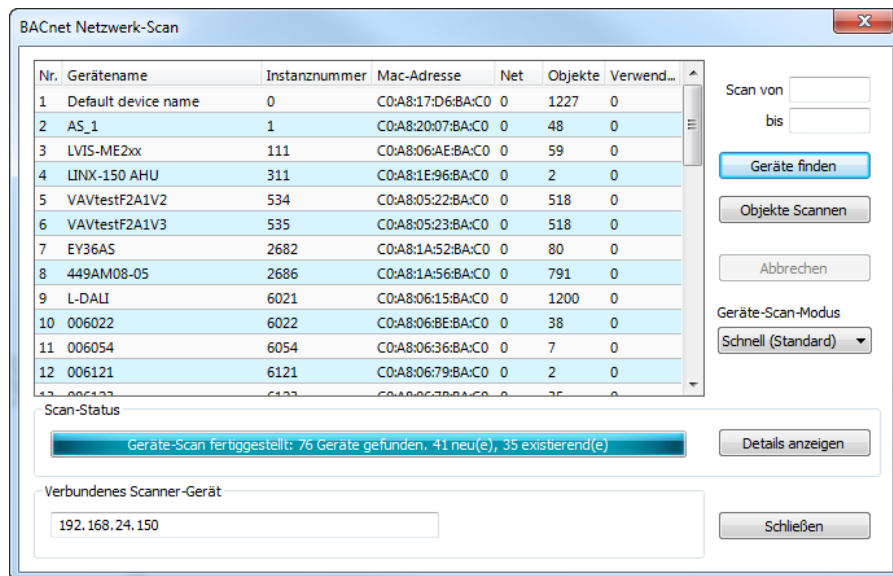 BACnet Netzwerk-Scan
Nr. Gerätename Instanznummer Mac-Adresse Net Objekte Verwend...
1 Default device name 0 C0:A8:17:D6:BA:C0 0 1227 0
2 AS_1 1 C0:A8:20:07:BA:C0 0 48 0
3 LVIS-ME2xx 111 C0:A8:06:AE:BA:C0 0 59 0
4 LINX-150 AHU 311 C0:A8:1E:96:BA:C0 0 2 0
5 VAVtestF2A1V2 534 C0:A8:05:22:BA:C0 0 518 0
6 VAVtestF2A1V3 535 C0:A8:05:23:BA:C0 0 518 0
7 EY36AS 2682 C0:A8:1A:52:BA:C0 0 80 0
8 449AM08-05 2686 C0:A8:1A:56:BA:C0 0 791 0
9 L-DALI 6021 C0:A8:06:15:BA:C0 0 1200 0
10 006022 6022 C0:A8:06:BE:BA:C0 0 38 0
11 006054 6054 C0:A8:06:36:BA:C0 0 7 0
12 006121 6121 C0:A8:06:79:BA:C0 0 2 0
Scan von
bis
Geräte finden
Objekte Scannen
Abbrechen
Geräte-Scan-Modus
Schnell (Standard)
Scan-Status
Geräte-Scan fertiggestellt: 76 Geräte gefunden. 41 neu(e), 35 existierend(e)
Details anzeigen
Verbundenes Scanner-Gerät
192.168.24.150
Schließen